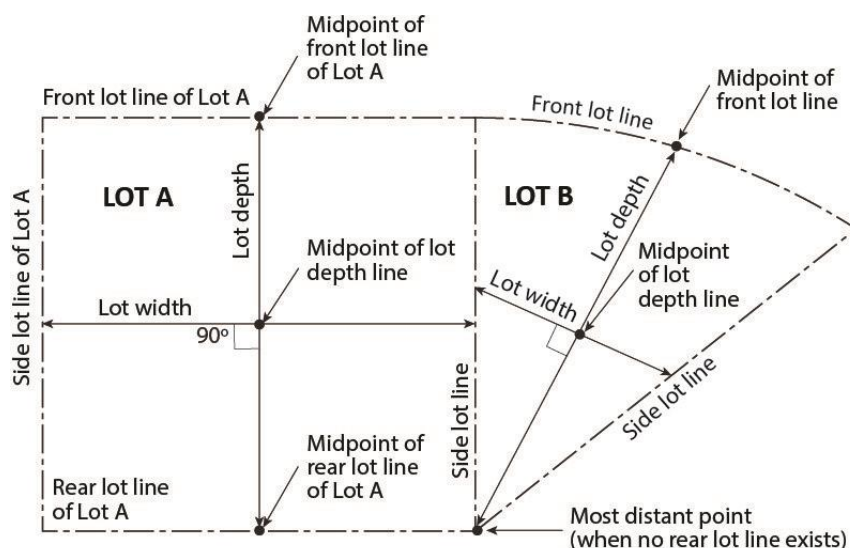 Midpoint of
front lot line
of Lot A
Front lot line of Lot A
Front lot line
Midpoint of
front lot line
Side lot line of Lot A
LOT A
Lot depth
LOT B
Lot depth
Midpoint of lot
depth line
Midpoint
of lot
depth line
Lot width
Lot width
90º
Side lot line
Side lot line
Rear lot line
of Lot A
Midpoint of
rear lot line
of Lot A
Most distant point
(when no rear lot line exists)